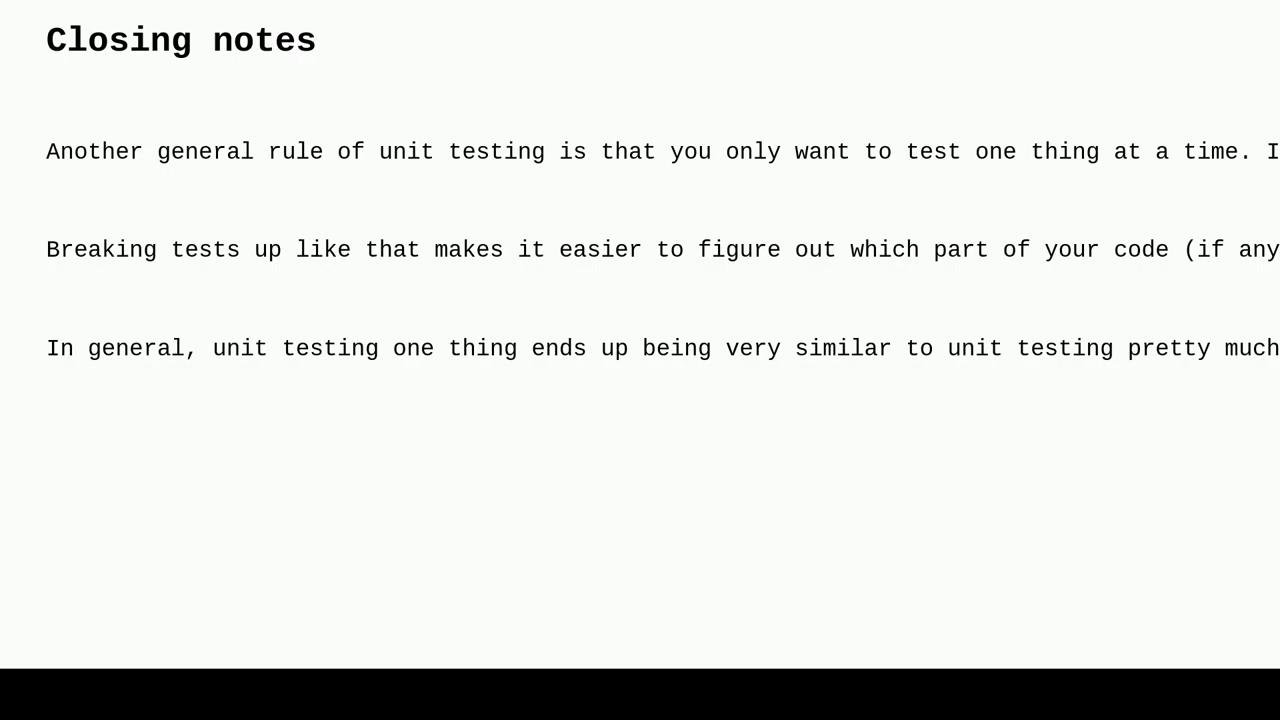 Closing notes
Another general rule of unit testing is that you only want to test one thing at a time. I
Breaking tests up like that makes it easier to figure out which part of your code (if any
In general, unit testing one thing ends up being very similar to unit testing pretty much